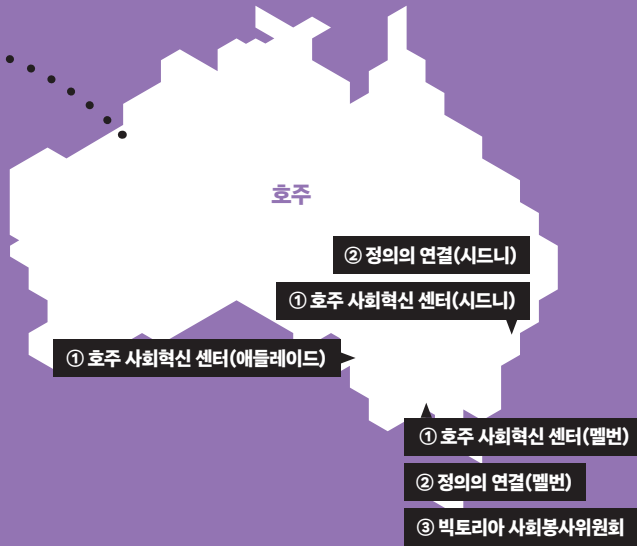 호주
② 정의의 연결(시드니)
① 호주 사회혁신 센터(시드니)
① 호주 사회혁신 센터(애들레이드)
① 호주 사회혁신 센터(멜번)
② 정의의 연결(멜번)
③ 빅토리아 사회봉사위원회